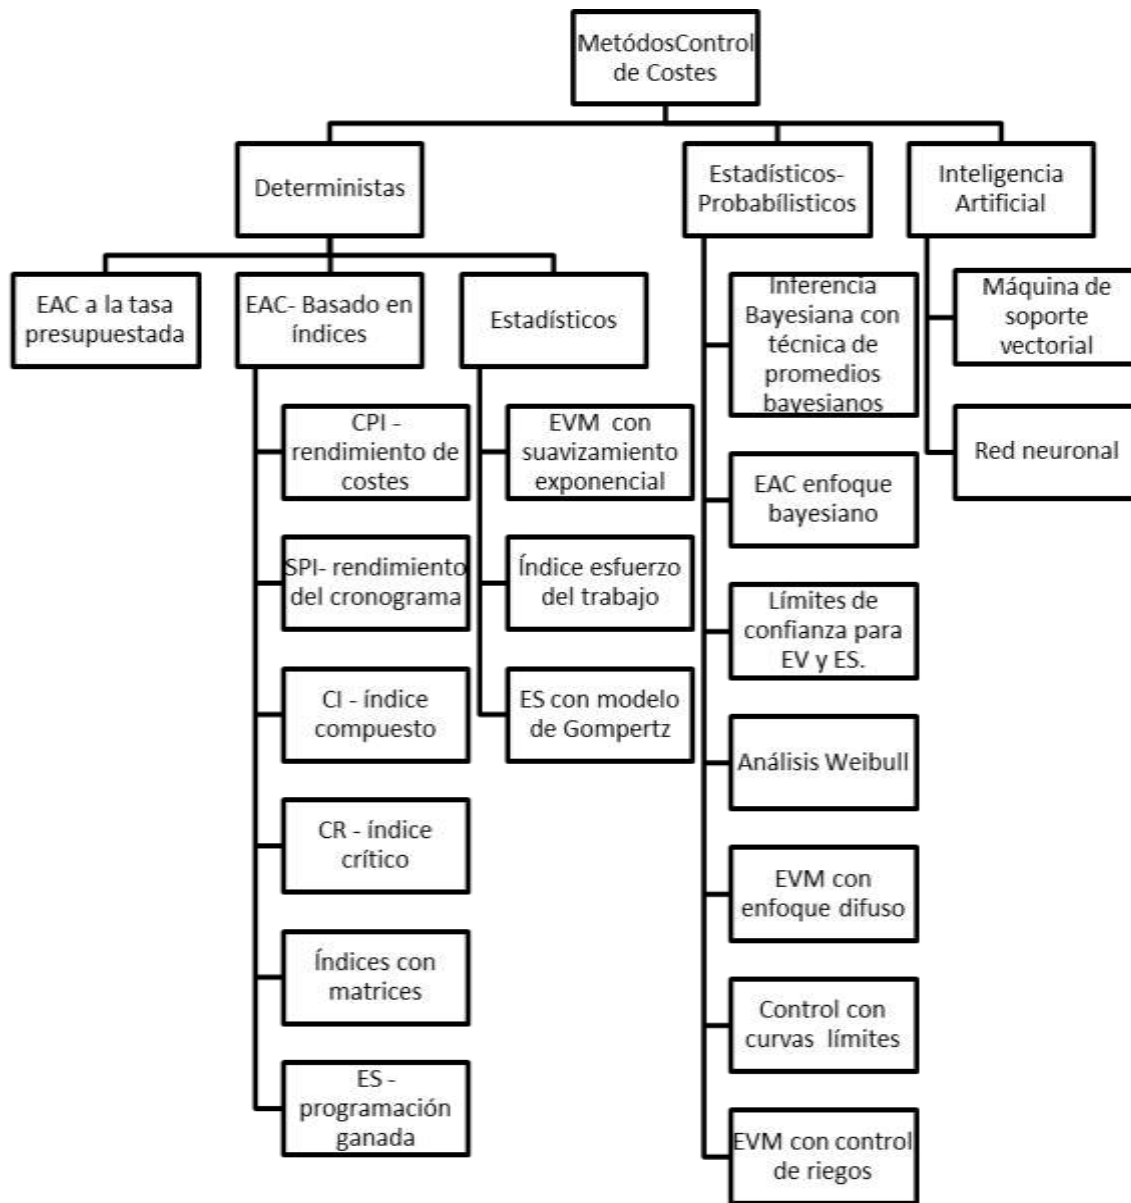 MetódosControl
de Costes
Deterministas
Estadísticos-
Probabílisticos
Inteligencia
Artificial
EAC a la tasa
presupuestada
EAC- Basado en
índices
Estadísticos
CPI -
rendimiento de
costes
SPI- rendimiento
del cronograma
CI - índice
compuesto
CR - índice
crítico
Índices con
matrices
ES -
programación
ganada
EVM con
suavizamiento
exponencial
Índice esfuerzo
del trabajo
ES con modelo
de Gompertz
Inferencia
Bayesiana con
técnica de
promedios
bayesianos
EAC enfoque
bayesiano
Límites de
confianza para
EV y ES.
Análisis Weibull
EVM con
enfoque difuso
Control con
curvas límites
EVM con control
de riegos
Máquina de
soporte
vectorial
Red neuronal